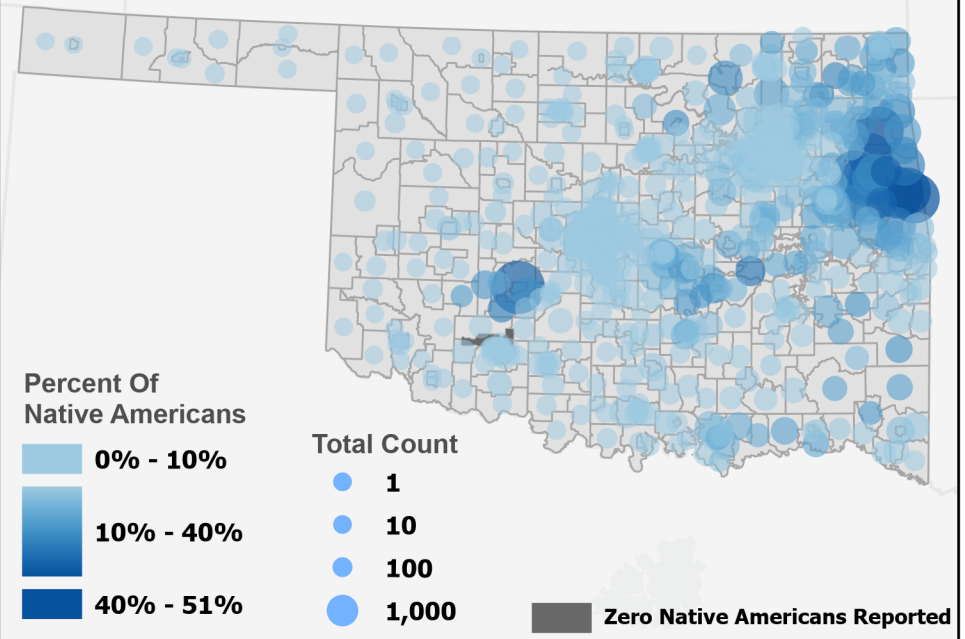 Percent Of
Native Americans
0% - 10%
10% - 40%
40% - 51%
Total Count
1
10
100
1,000
Zero Native Americans Reported